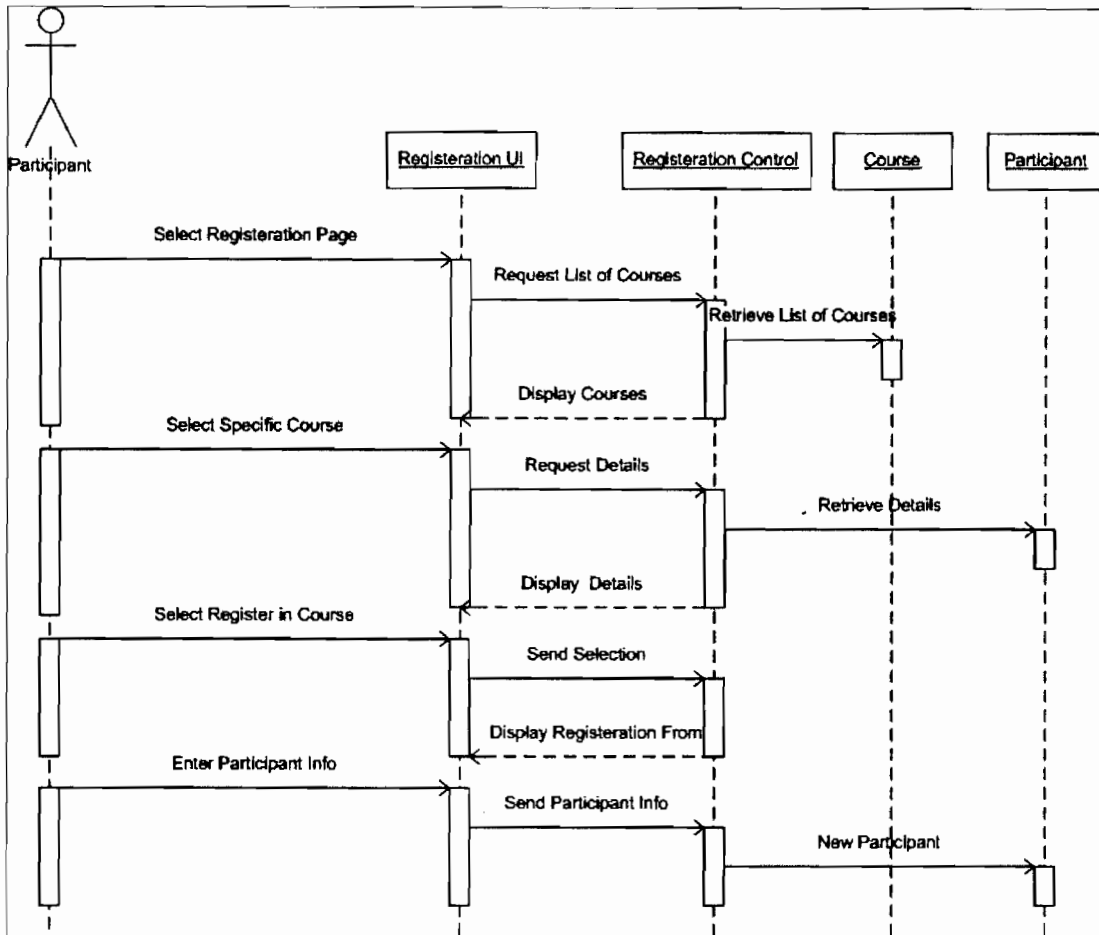 Participant
Registeration UI
Registeration Control
Course
Participant
Select Registeration Page
Request List of Courses
Retrieve List of Courses
Display Courses
Select Specific Course
Request Details
Retrieve Details
Display Details
Select Register in Course
Send Selection
Display Registeration From
Enter Participant Info
Send Participant Info
New Participant